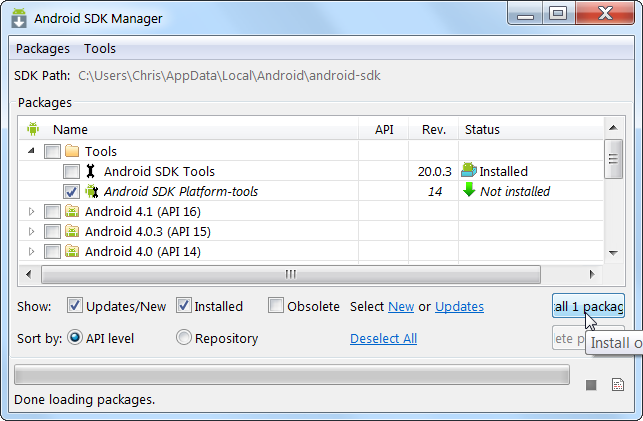 Android SDK Manager
Packages Tools
SDK Path: C:\Users\Chris\AppData\Local\Android\android-sdk
Packages
Name API Rev. Status
Tools
Android SDK Tools 20.0.3 Installed
Android SDK Platform-tools 14 Not installed
Android 4.1 (API 16)
Android 4.0.3 (API 15)
Android 4.0 (API 14)
Show: Updates/New Installed Obsolete Select New or Updates all 1 packag
Sort by: API level Repository Deselect All ete p
Install o
Done loading packages.